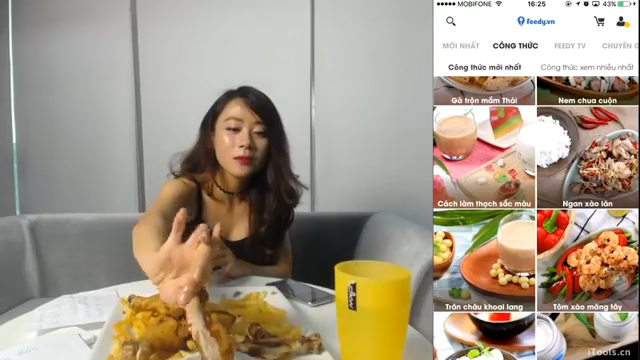 MOBIFONE
16:25
43%
feedy.vn
MỚI NHẤT
CÔNG THỨC
FEEDY TV
CHUYÊN G
Công thức mới nhất
Công thức xem nhiều nhất
Gà trộn mắm Thái
Nem chua cuộn
Cách làm thạch sắc màu
Ngan xào lăn
Trân châu khoai lang
Tôm xào măng tây
iTools.cn